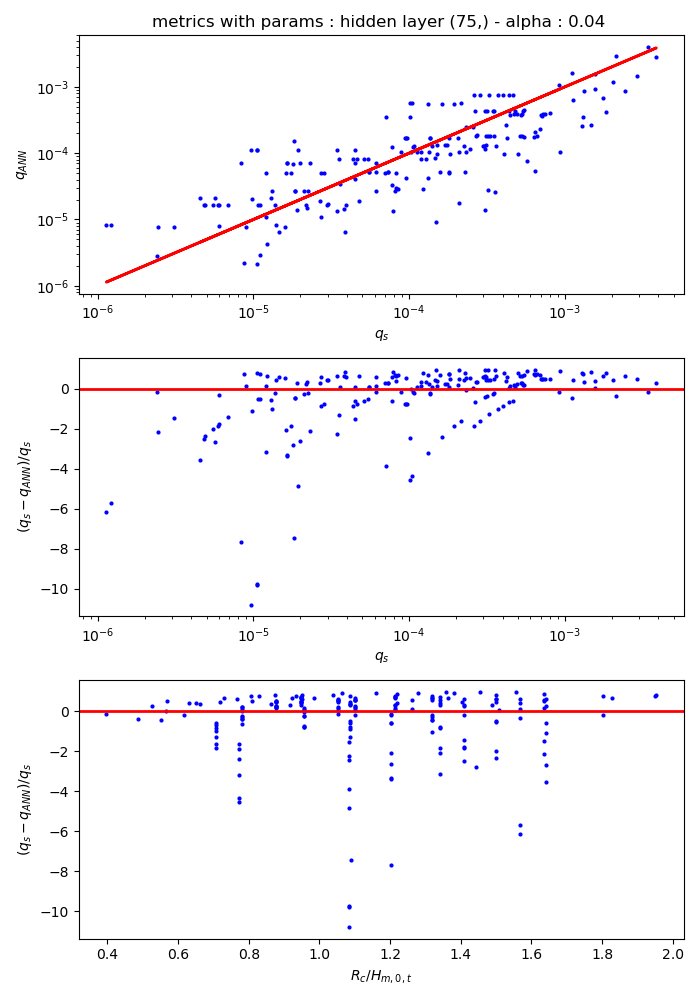 metrics with params : hidden layer (75,) - alpha : 0.04
q_ANN
10⁻³
10⁻⁴
10⁻⁵
10⁻⁶
10⁻⁶ 10⁻⁵ 10⁻⁴ 10⁻³
q_s
(q_s − q_ANN)/q_s
0
−2
−4
−6
−8
−10
10⁻⁶ 10⁻⁵ 10⁻⁴ 10⁻³
q_s
(q_s − q_ANN)/q_s
0
−2
−4
−6
−8
−10
0.4 0.6 0.8 1.0 1.2 1.4 1.6 1.8 2.0
R_c/H_m,0,t